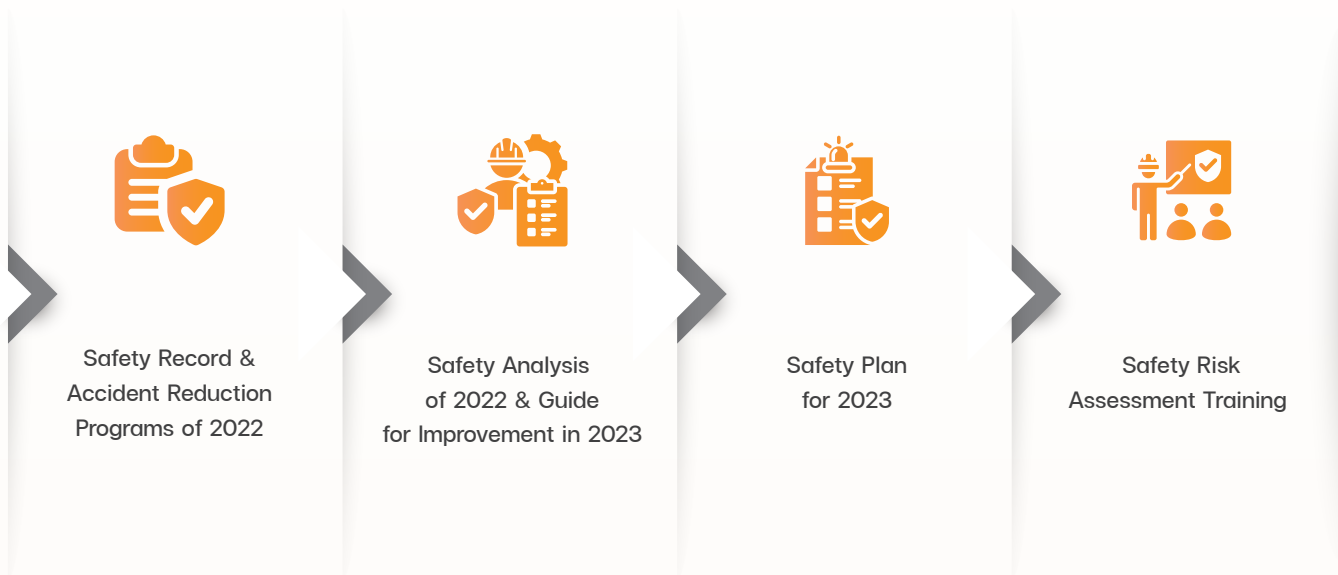 Safety Record &
Accident Reduction
Programs of 2022
Safety Analysis
of 2022 & Guide
for Improvement in 2023
Safety Plan
for 2023
Safety Risk
Assessment Training